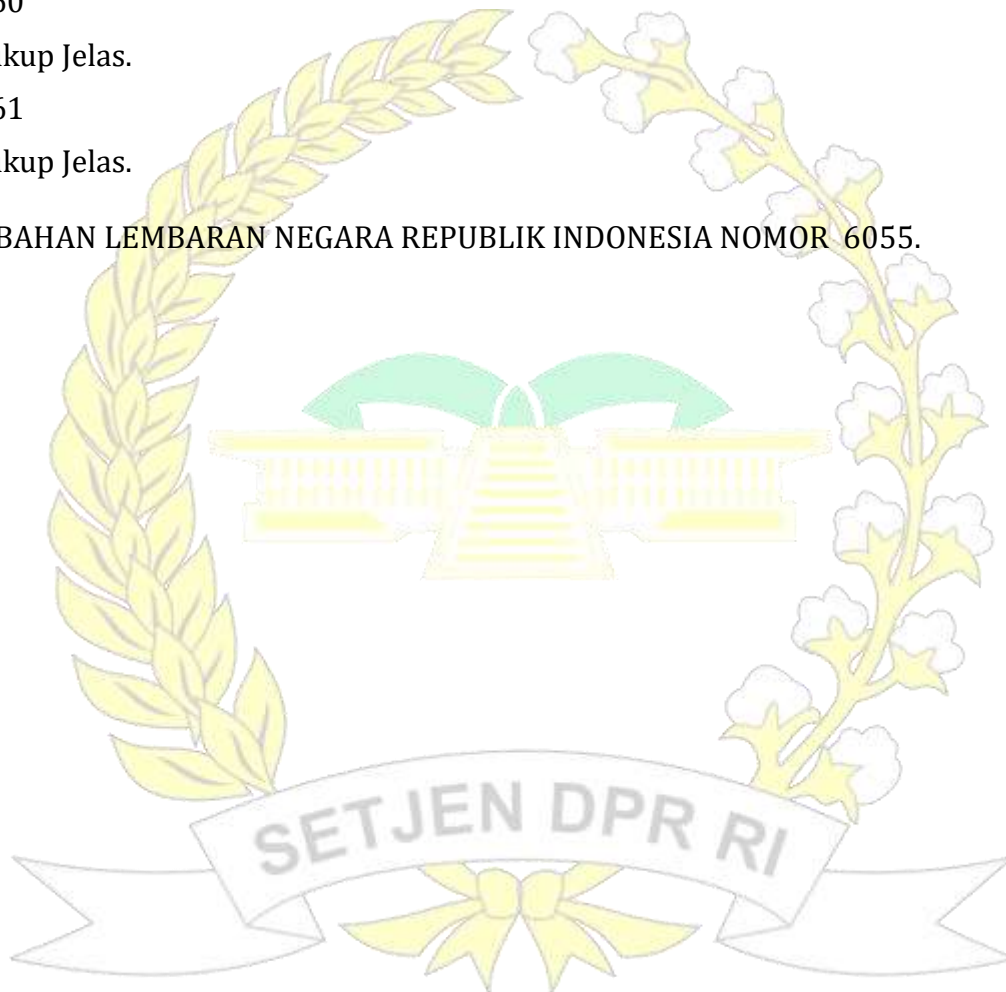 60
kup Jelas.
61
kup Jelas.
BAHAN LEMBARAN NEGARA REPUBLIK INDONESIA NOMOR 6055.
SETJEN DPR RI